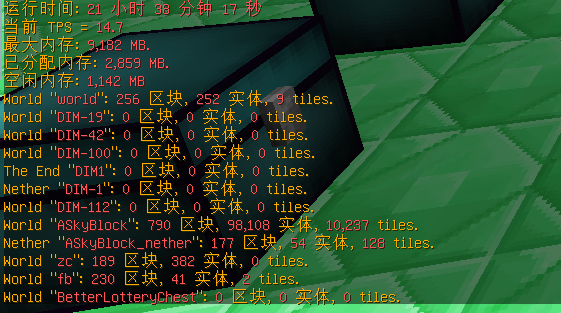 运行时间: 21 小时 38 分钟 17 秒
当前 TPS = 14.7
最大内存: 9,182 MB.
已分配内存: 2,859 MB.
空闲内存: 1,142 MB
World "world": 256 区块, 252 实体, 9 tiles.
World "DIM-19": 0 区块, 0 实体, 0 tiles.
World "DIM-42": 0 区块, 0 实体, 0 tiles.
World "DIM-100": 0 区块, 0 实体, 0 tiles.
The End "DIM1": 0 区块, 0 实体, 0 tiles.
Nether "DIM-1": 0 区块, 0 实体, 0 tiles.
World "DIM-112": 0 区块, 0 实体, 0 tiles.
World "ASkyBlock": 790 区块, 98,108 实体, 10,237 tiles.
Nether "ASkyBlock_nether": 177 区块, 54 实体, 128 tiles.
World "zc": 189 区块, 382 实体, 0 tiles.
World "fb": 230 区块, 41 实体, 2 tiles.
World "BetterLotteryChest": 0 区块, 0 实体, 0 tiles.